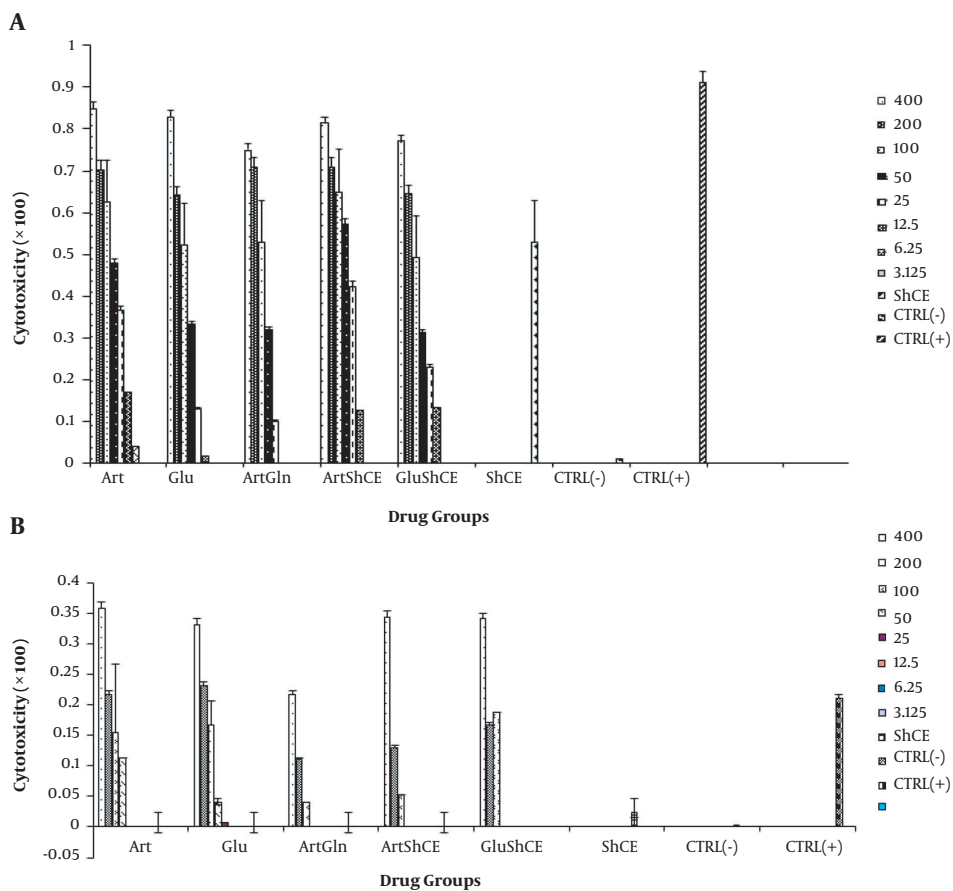 A
1
0.9
0.8
0.7
0.6
0.5
0.4
0.3
0.2
0.1
0
Cytotoxicity (× 100)
Art Glu ArtGln ArtShCE GluShCE ShCE CTRL(-) CTRL(+)
Drug Groups
400
200
100
50
25
12.5
6.25
3.125
ShCE
CTRL(-)
CTRL(+)
B
0.4
0.35
0.3
0.25
0.2
0.15
0.1
0.05
0
-0.05
Cytotoxicity (×100)
Art Glu ArtGln ArtShCE GluShCE ShCE CTRL(-) CTRL(+)
Drug Groups
400
200
100
50
25
12.5
6.25
3.125
ShCE
CTRL(-)
CTRL(+)